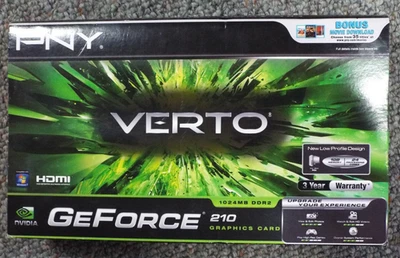 PNY
BONUS
MOVIE DOWNLOAD
VERTO
New Low Profile Design
HDMI
3 Year Warranty
1024MB DDR2
NVIDIA
GEFORCE 210
GRAPHICS CARD
UPGRADE
YOUR EXPERIENCE